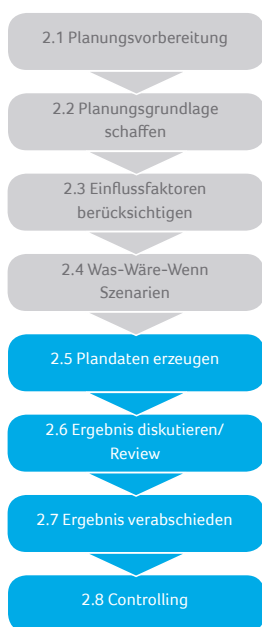 2.1 Planungsvorbereitung
2.2 Planungsgrundlage
schaffen
2.3 Einflussfaktoren
berücksichtigen
2.4 Was-Wäre-Wenn
Szenarien
2.5 Plandaten erzeugen
2.6 Ergebnis diskutieren/
Review
2.7 Ergebnis verabschieden
2.8 Controlling